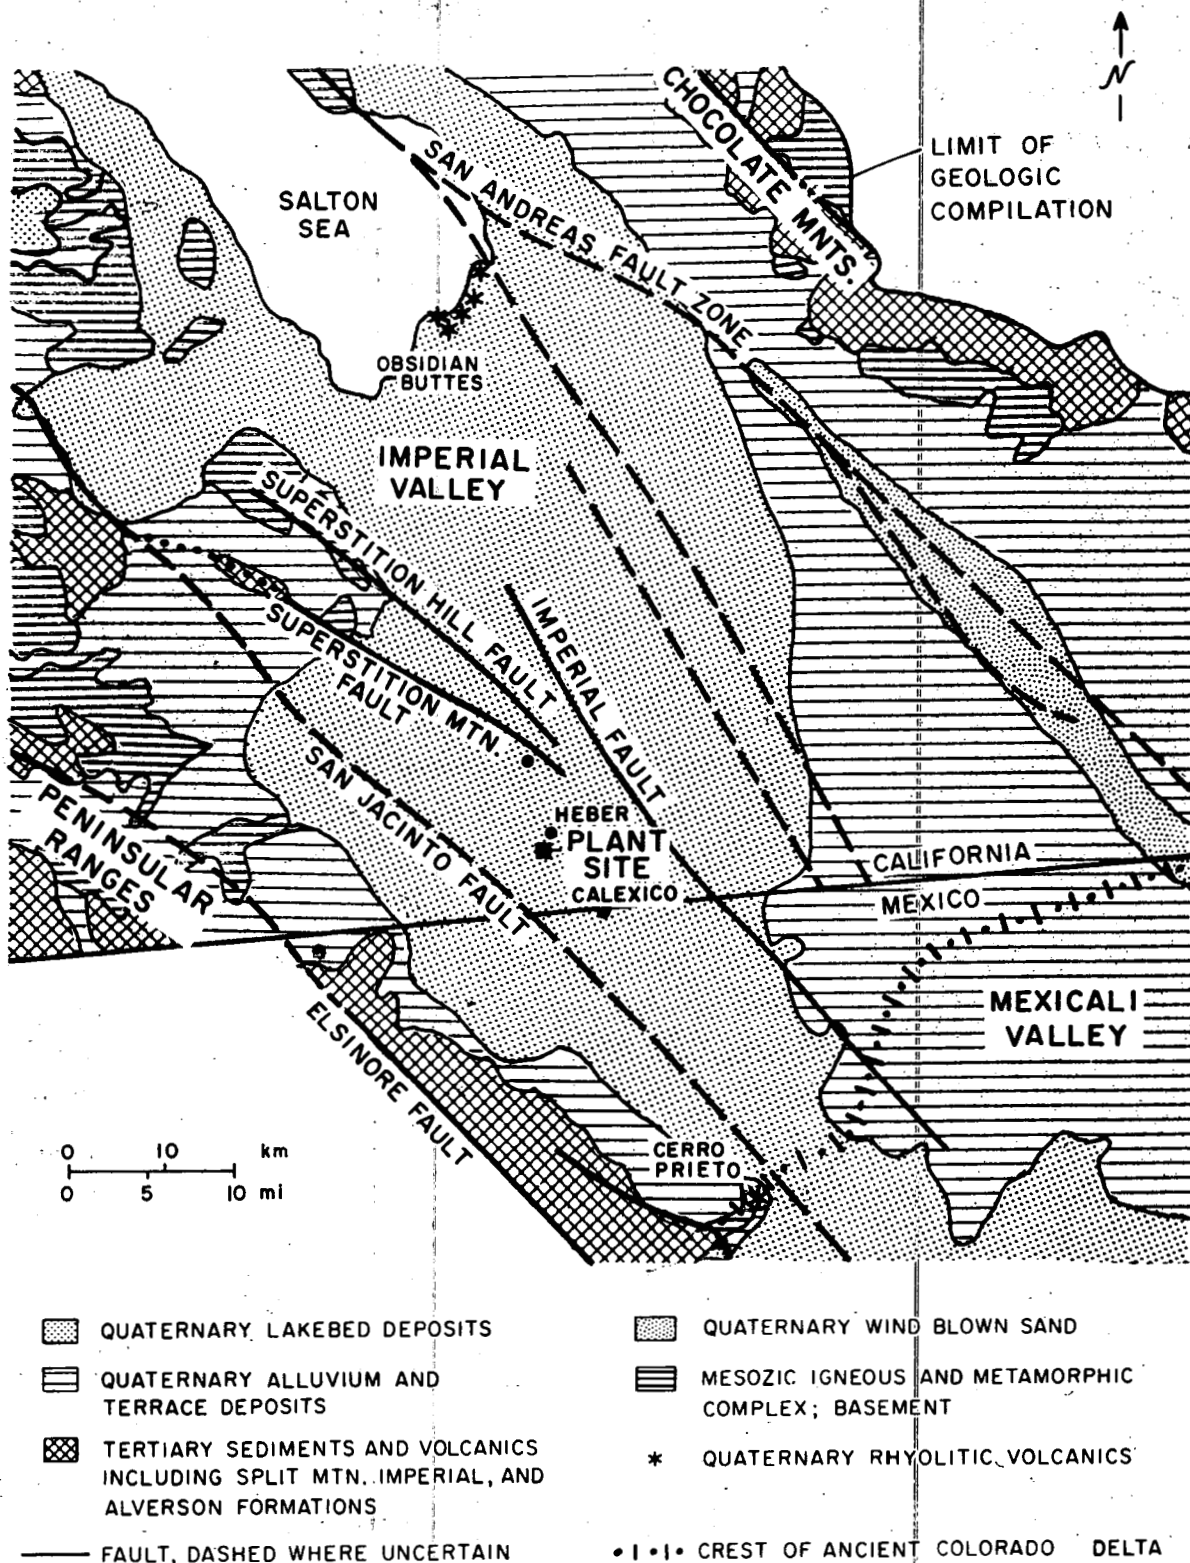 N
CHOCOLATE MNTS.
LIMIT OF
GEOLOGIC
COMPILATION
SAN ANDREAS FAULT ZONE
SALTON
SEA
OBSIDIAN
BUTTES
IMPERIAL
VALLEY
SUPERSTITION HILL FAULT
SUPERSTITION MTN.
FAULT
IMPERIAL FAULT
SAN JACINTO FAULT
PENINSULAR
RANGES
HEBER
PLANT
SITE
CALEXICO
CALIFORNIA
MEXICO
MEXICALI
VALLEY
ELSINORE FAULT
CERRO
PRIETO
0 10 km
0 5 10 mi
QUATERNARY LAKEBED DEPOSITS
QUATERNARY ALLUVIUM AND
TERRACE DEPOSITS
TERTIARY SEDIMENTS AND VOLCANICS
INCLUDING SPLIT MTN. IMPERIAL, AND
ALVERSON FORMATIONS
FAULT, DASHED WHERE UNCERTAIN
QUATERNARY WIND BLOWN SAND
MESOZIC IGNEOUS AND METAMORPHIC
COMPLEX; BASEMENT
QUATERNARY RHYOLITIC VOLCANICS
CREST OF ANCIENT COLORADO DELTA